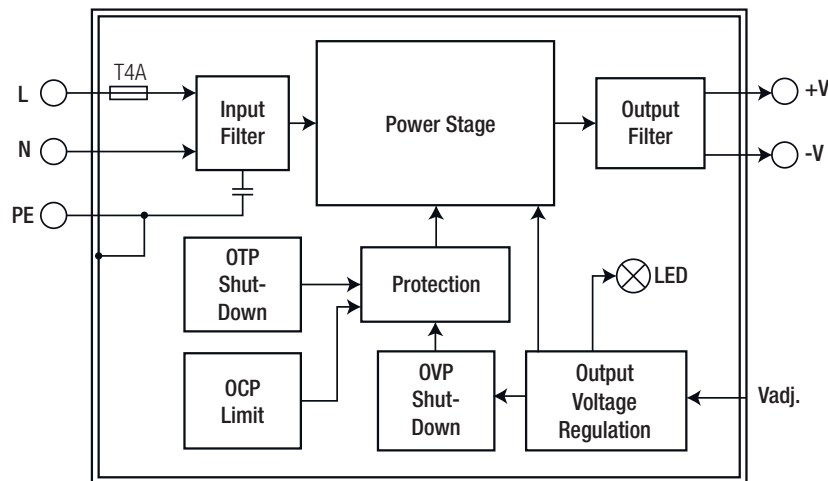 T4A
L
Input
Filter
Power Stage
Output
Filter
+V
N
-V
PE
OTP
Shut-
Down
Protection
LED
OCP
Limit
OVP
Shut-
Down
Output
Voltage
Regulation
Vadj.